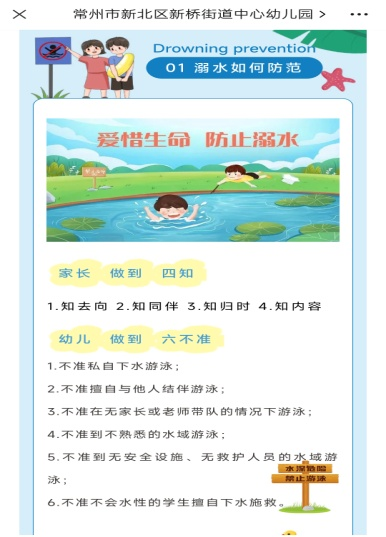 常州市新北区新桥街道中心幼儿园 >
Drowning prevention
01 溺水如何防范
爱惜生命 防止溺水
家长 做到 四知
1.知去向 2.知同伴 3.知归时 4.知内容
幼儿 做到 六不准
1.不准私自下水游泳；
2.不准擅自与他人结伴游泳；
3.不准在无家长或老师带队的情况下游泳；
4.不准到不熟悉的水域游泳；
5.不准到无安全设施、无救护人员的水域游
泳；
6.不准不会水性的学生擅自下水施救。
水深危险
禁止游泳